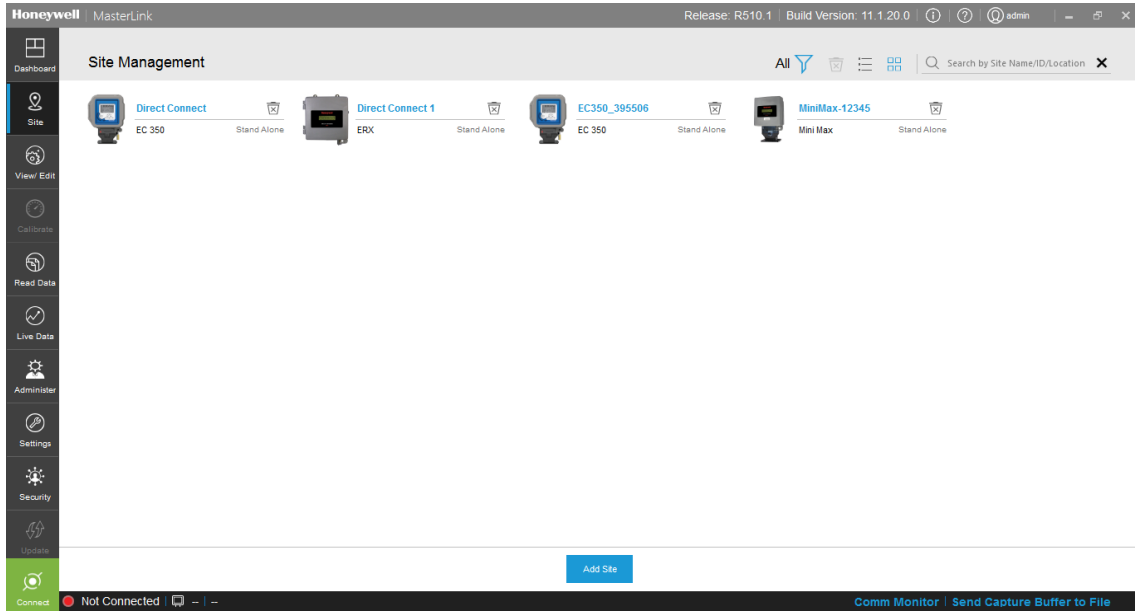 Honeywell | MasterLink
Release: R510.1 | Build Version: 11.1.20.0 | admin
Dashboard
Site
View/ Edit
Calibrate
Read Data
Live Data
Administer
Settings
Security
Update
Connect
Site Management
All
Search by Site Name/ID/Location
Direct Connect
EC 350 Stand Alone
Direct Connect 1
ERX Stand Alone
EC350_395506
EC 350 Stand Alone
MiniMax-12345
Mini Max Stand Alone
Add Site
Not Connected | -- | --
Comm Monitor | Send Capture Buffer to File